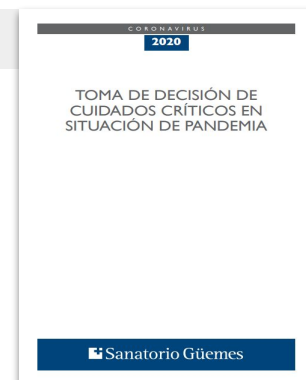 CORONAVIRUS
2020
TOMA DE DECISIÓN DE
CUIDADOS CRÍTICOS EN
SITUACIÓN DE PANDEMIA
Sanatorio Güemes